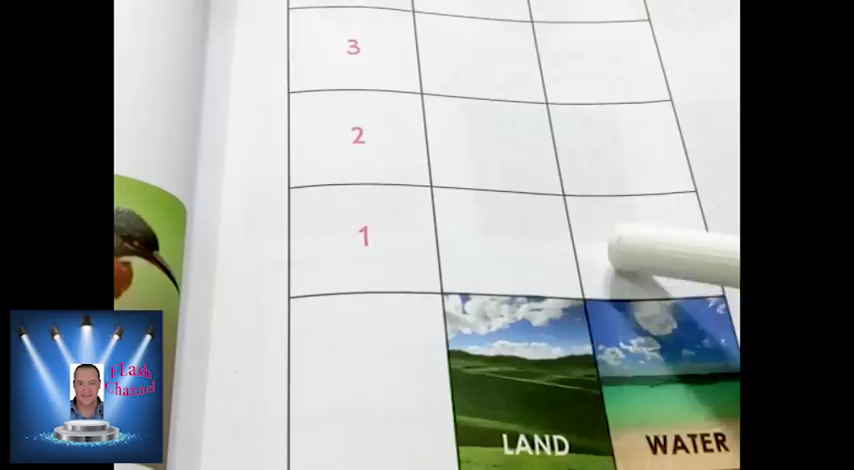 3
2
1
LAND
WATER
FLash
Channel